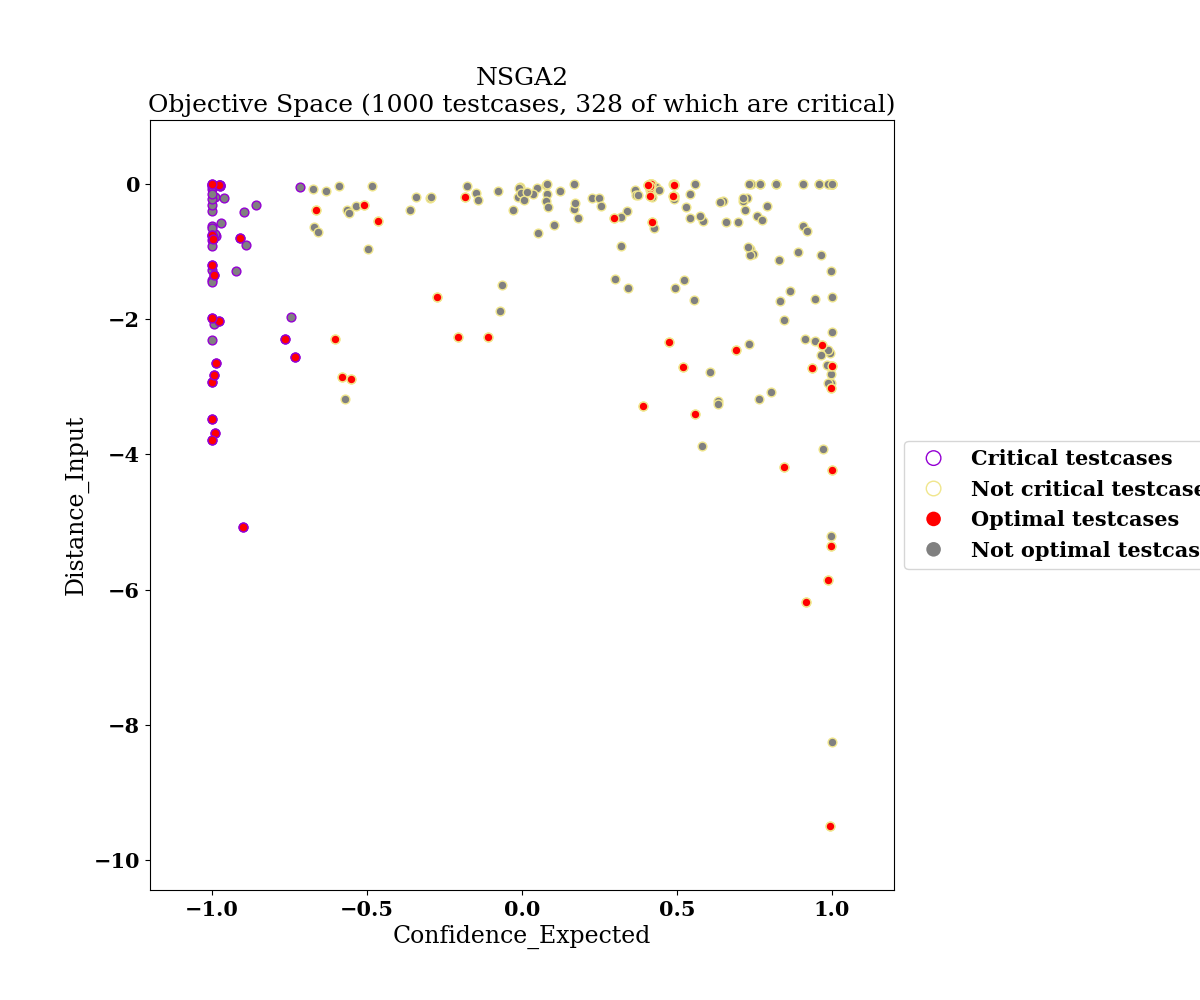 NSGA2
Objective Space (1000 testcases, 328 of which are critical)
0
−2
−4
−6
−8
−10
Distance_Input
−1.0
−0.5
0.0
0.5
1.0
Confidence_Expected
Critical testcases
Not critical testcase
Optimal testcases
Not optimal testcas